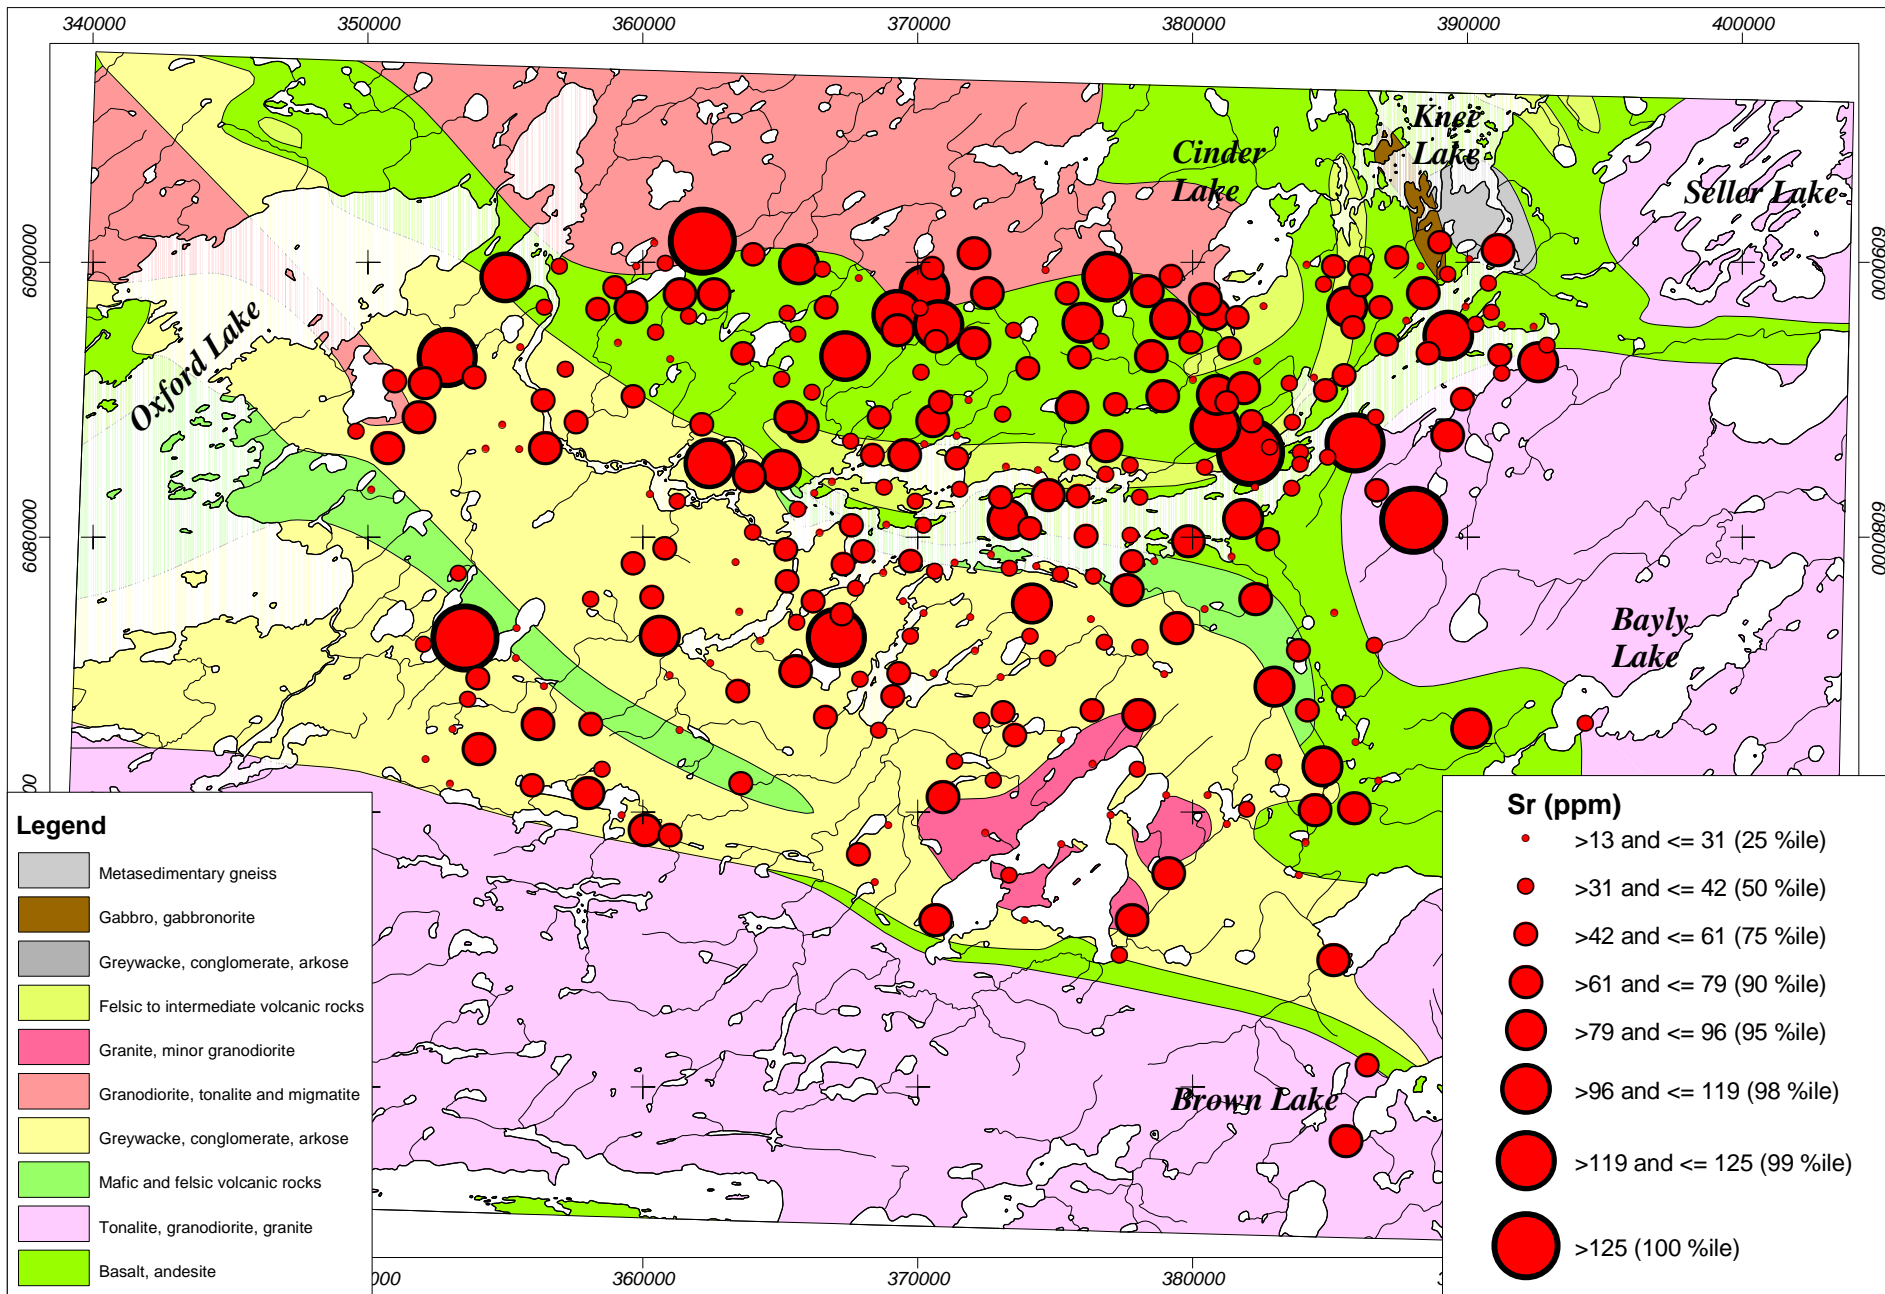 340000 350000 360000 370000 380000 390000 400000
Knee
Lake
Cinder
Lake
Seller Lake
6090000
6090000
Oxford Lake
6080000
6080000
Bayly
Lake
Brown Lake
Legend
Metasedimentary gneiss
Gabbro, gabbronorite
Greywacke, conglomerate, arkose
Felsic to intermediate volcanic rocks
Granite, minor granodiorite
Granodiorite, tonalite and migmatite
Greywacke, conglomerate, arkose
Mafic and felsic volcanic rocks
Tonalite, granodiorite, granite
Basalt, andesite
Sr (ppm)
>13 and <= 31 (25 %ile)
>31 and <= 42 (50 %ile)
>42 and <= 61 (75 %ile)
>61 and <= 79 (90 %ile)
>79 and <= 96 (95 %ile)
>96 and <= 119 (98 %ile)
>119 and <= 125 (99 %ile)
>125 (100 %ile)
360000 370000 380000